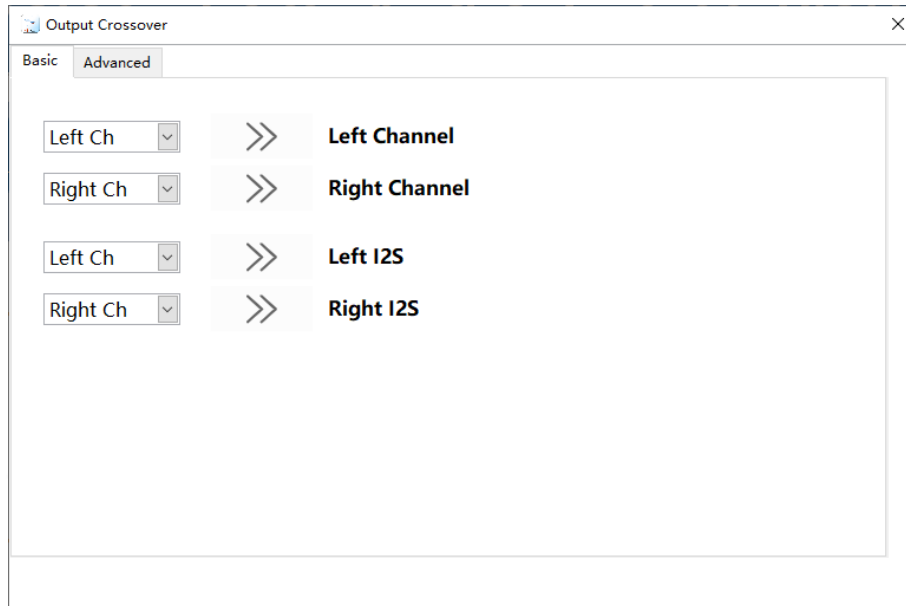 Output Crossover
Basic Advanced
Left Ch Left Channel
Right Ch Right Channel
Left Ch Left I2S
Right Ch Right I2S